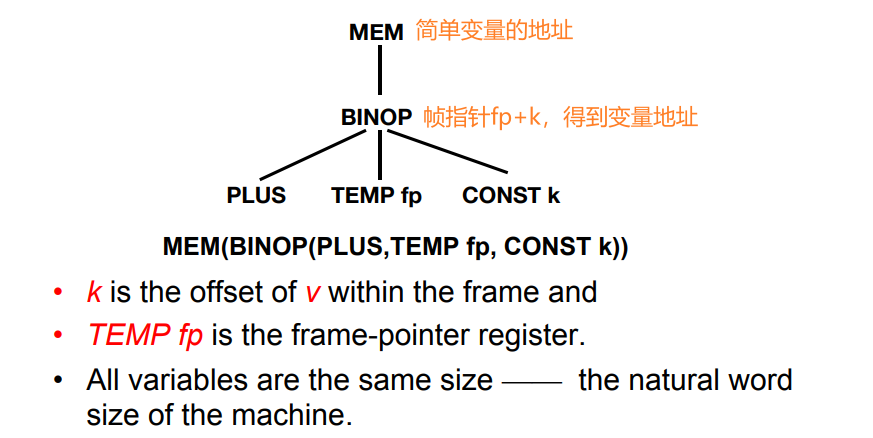 MEM 简单变量的地址
BINOP 帧指针fp+k，得到变量地址
PLUS TEMP fp CONST k
MEM(BINOP(PLUS,TEMP fp, CONST k))
• k is the offset of v within the frame and
• TEMP fp is the frame-pointer register.
• All variables are the same size —— the natural word
size of the machine.